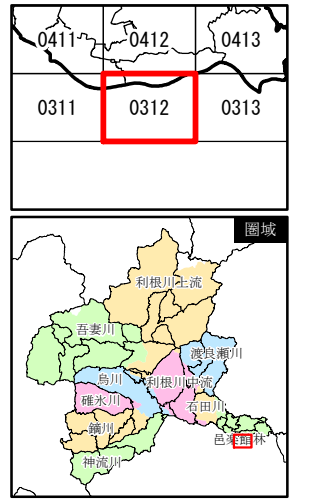 0411 0412 0413
0311 0312 0313
圏域
利根川上流
吾妻川
渡良瀬川
烏川 利根川中流
碓氷川 石田川
鏑川 邑楽館林
神流川